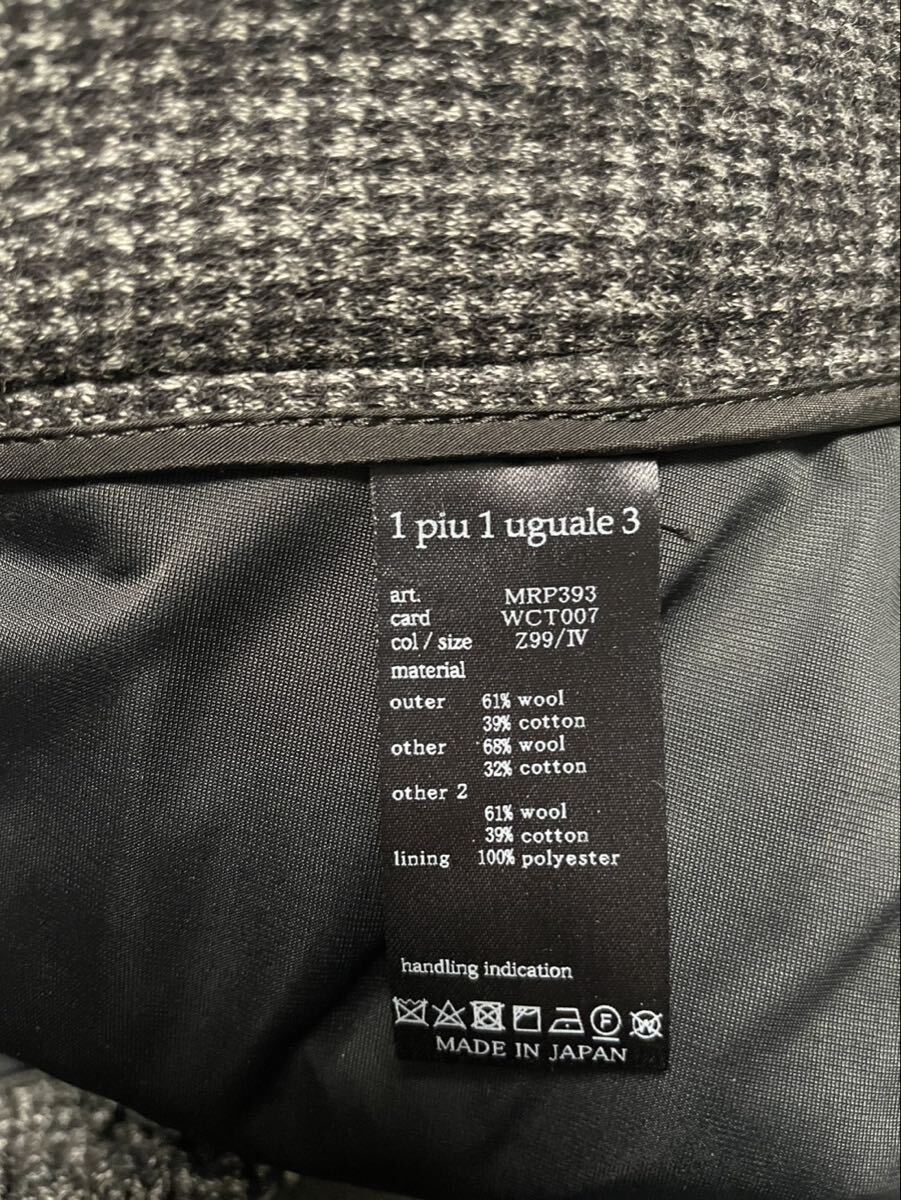 1 piu 1 uguale 3
art. MRP393
card WCT007
col / size Z99/Ⅳ
material
outer 61% wool
39% cotton
other 68% wool
32% cotton
other 2
61% wool
39% cotton
lining 100% polyester
handling indication
F W
MADE IN JAPAN